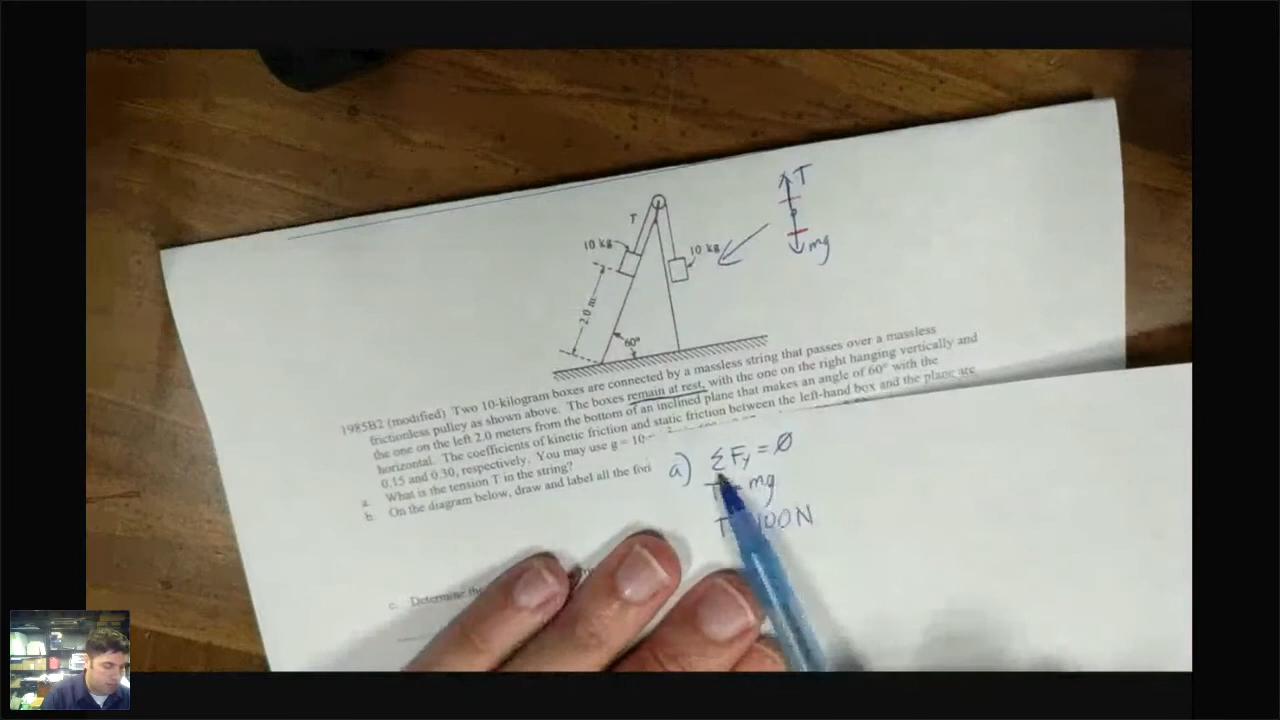 T
T
10 kg
10 kg
mg
2.0 m
60°
1985B2 (modified) Two 10-kilogram boxes are connected by a massless string that passes over a massless
frictionless pulley as shown above. The boxes remain at rest, with the one on the right hanging vertically and
the one on the left 2.0 meters from the bottom of an inclined plane that makes an angle of 60° with the
horizontal. The coefficients of kinetic friction and static friction between the left-hand box and the plane are
0.15 and 0.30, respectively. You may use g = 10
a. What is the tension T in the string?
b. On the diagram below, draw and label all the
a) ΣFy = 0
mg
T 100N
c. Determine the